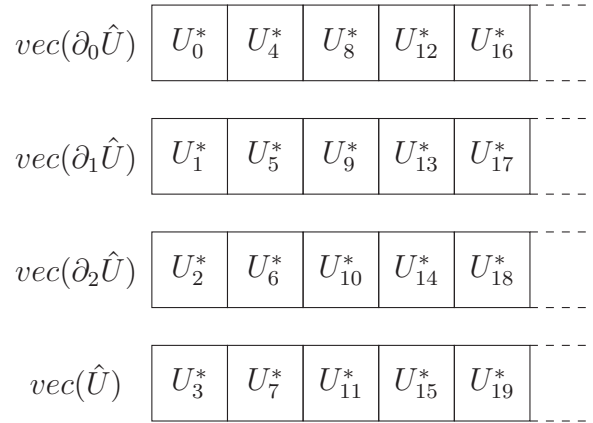 vec(∂₀Û) U₀* U₄* U₈* U₁₂* U₁₆*
vec(∂₁Û) U₁* U₅* U₉* U₁₃* U₁₇*
vec(∂₂Û) U₂* U₆* U₁₀* U₁₄* U₁₈*
vec(Û) U₃* U₇* U₁₁* U₁₅* U₁₉*